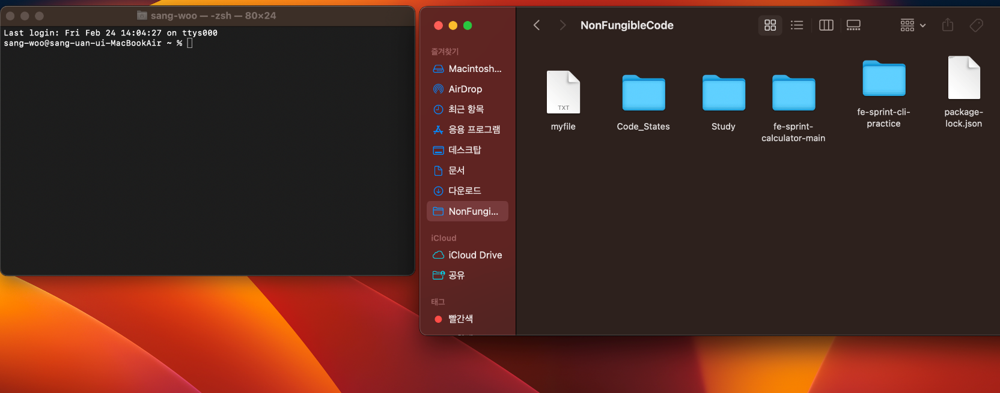 sang-woo — -zsh — 80×24
Last login: Fri Feb 24 14:04:27 on ttys000
sang-woo@sang-uan-ui-MacBookAir ~ %
NonFungibleCode
즐겨찾기
Macintosh...
AirDrop
최근 항목
응용 프로그램
데스크탑
문서
다운로드
NonFungi...
iCloud
iCloud Drive
공유
태그
빨간색
TXT
myfile
Code_States
Study
fe-sprint-
calculator-main
fe-sprint-cli-
practice
package-
lock.json